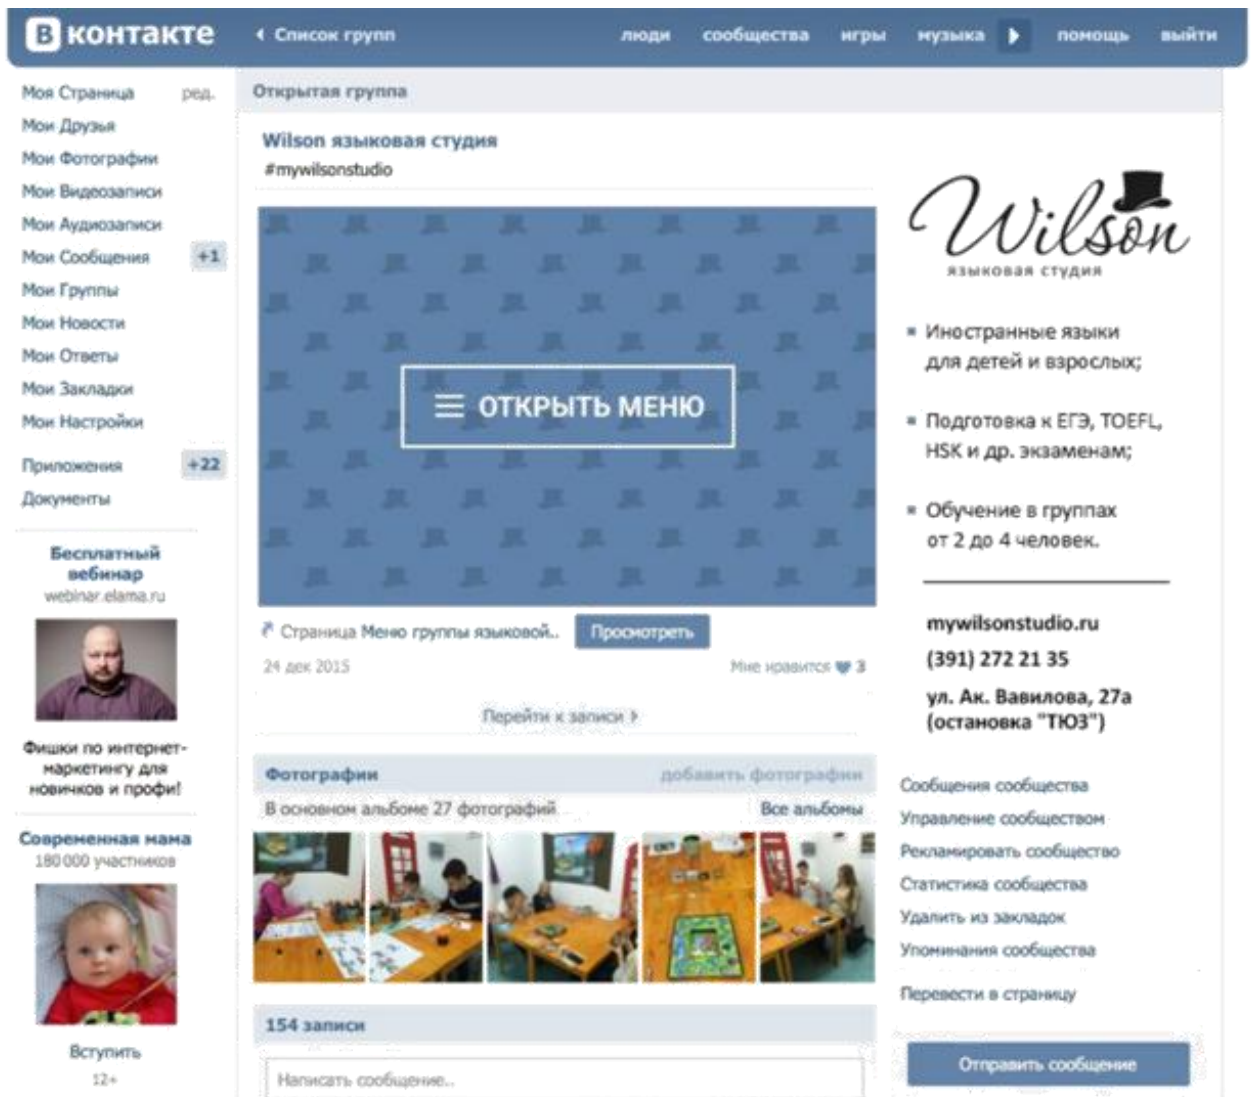 В контакте
Список групп
люди
сообщества
игры
музыка
помощь
выйти
Моя Страница
ред.
Мои Друзья
Мои Фотографии
Мои Видеозаписи
Мои Аудиозаписи
Мои Сообщения
+1
Мои Группы
Мои Новости
Мои Ответы
Мои Закладки
Мои Настройки
Приложения
+22
Документы
Бесплатный
вебинар
webinar.elama.ru
Фишки по интернет-
маркетингу для
новичков и профи!
Современная мама
180 000 участников
Вступить
12+
Открытая группа
Wilson языковая студия
#mywilsonstudio
ОТКРЫТЬ МЕНЮ
Страница Меню группы языковой..
Просмотреть
24 дек 2015
Мне нравится 3
Перейти к записи
Фотографии
добавить фотографии
В основном альбоме 27 фотографий
Все альбомы
154 записи
Написать сообщение..
Wilson
языковая студия
Иностранные языки
для детей и взрослых;
Подготовка к ЕГЭ, TOEFL,
HSK и др. экзаменам;
Обучение в группах
от 2 до 4 человек.
mywilsonstudio.ru
(391) 272 21 35
ул. Ак. Вавилова, 27а
(остановка "ТЮЗ")
Сообщения сообщества
Управление сообществом
Рекламировать сообщество
Статистика сообщества
Удалить из закладок
Упоминания сообщества
Перевести в страницу
Отправить сообщение